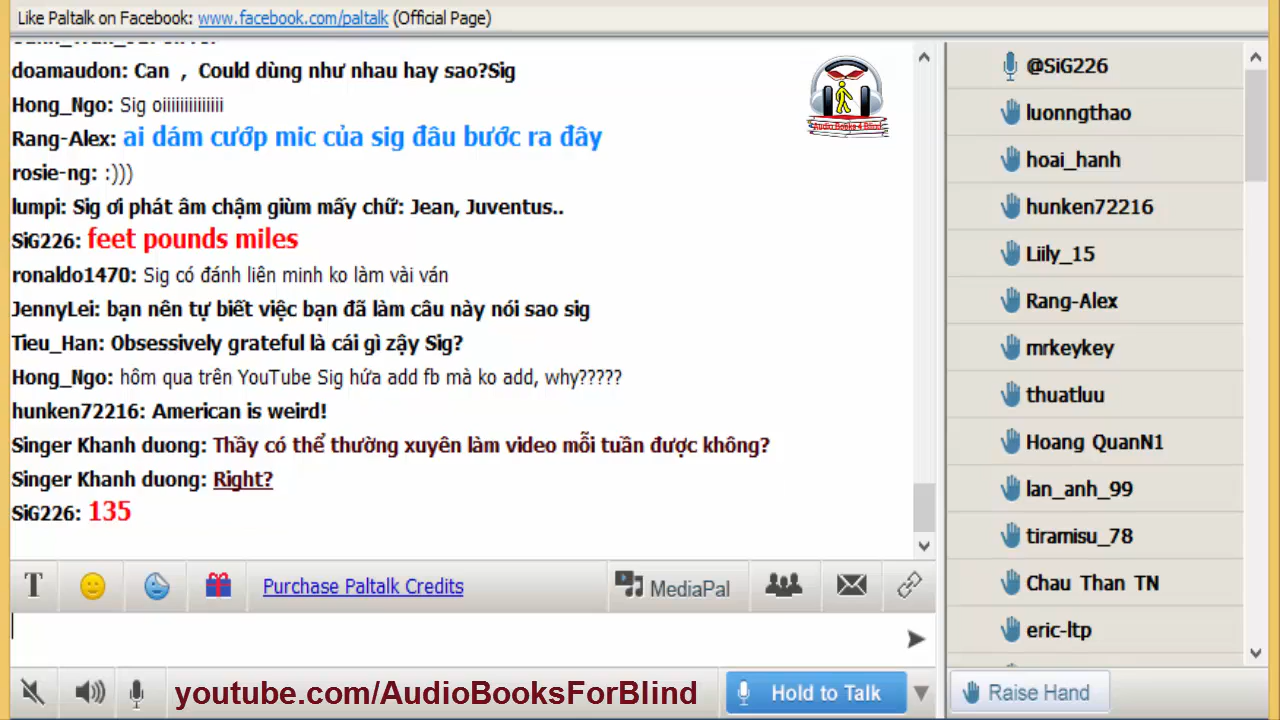 Like Paltalk on Facebook: www.facebook.com/paltalk (Official Page)
doamaudon: Can , Could dùng như nhau hay sao?Sig
Hong_Ngo: Sig oiiiiiiiiiiiiii
Rang-Alex: ai dám cướp mic của sig đâu bước ra đây
rosie-ng: :)))
lumpi: Sig ơi phát âm chậm giùm mấy chữ: Jean, Juventus..
SiG226: feet pounds miles
ronaldo1470: Sig có đánh liên minh ko làm vài ván
JennyLei: bạn nên tự biết việc bạn đã làm câu này nói sao sig
Tieu_Han: Obsessively grateful là cái gì zậy Sig?
Hong_Ngo: hôm qua trên YouTube Sig hứa add fb mà ko add, why?????
hunken72216: American is weird!
Singer Khanh duong: Thầy có thể thường xuyên làm video mỗi tuần được không?
Singer Khanh duong: Right?
SiG226: 135
Audio Books 4 Blind
T
Purchase Paltalk Credits
MediaPal
youtube.com/AudioBooksForBlind
Hold to Talk
@SiG226
luonngthao
hoai_hanh
hunken72216
Liily_15
Rang-Alex
mrkeykey
thuatluu
Hoang QuanN1
lan_anh_99
tiramisu_78
Chau Than TN
eric-ltp
Raise Hand